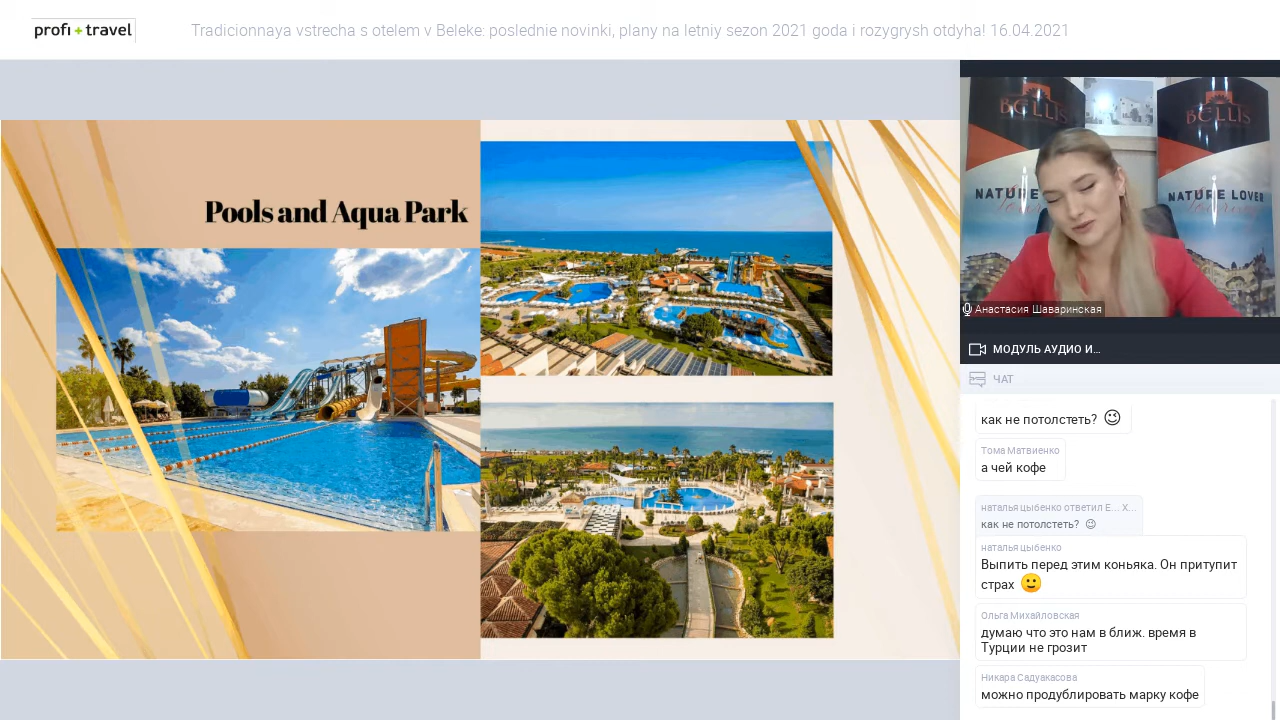 profi + travel
Tradicionnaya vstrecha s otelem v Beleke: poslednie novinki, plany na letniy sezon 2021 goda i rozygrysh otdyha! 16.04.2021
Pools and Aqua Park
BELLIS
BELLIS
NATURE LOVER
NATURE LOVER
Анастасия Шаваринская
МОДУЛЬ АУДИО И...
ЧАТ
как не потолстеть?
Тома Матвиенко
а чей кофе
наталья цыбенко ответил Е... Х...
как не потолстеть?
наталья цыбенко
Выпить перед этим коньяка. Он притупит
страх
Ольга Михайловская
думаю что это нам в ближ. время в
Турции не грозит
Никара Садуакасова
можно продублировать марку кофе